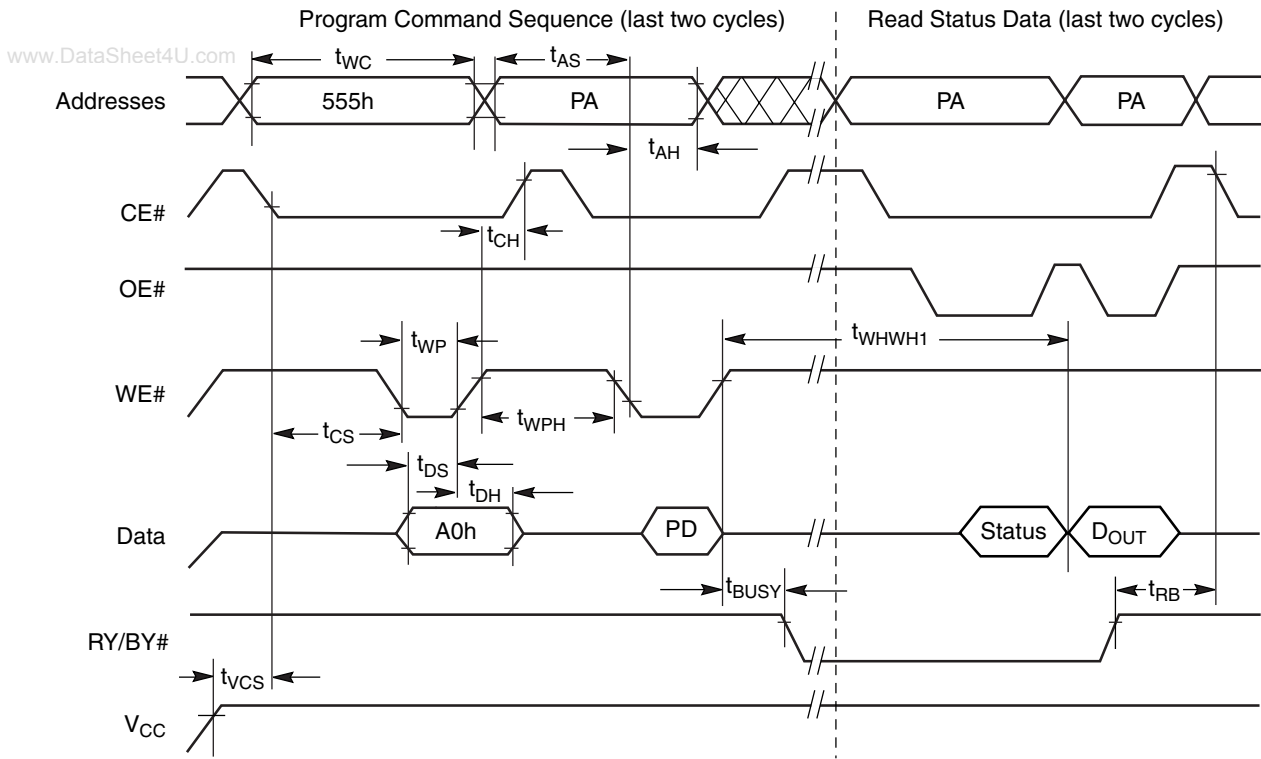 Program Command Sequence (last two cycles)
Read Status Data (last two cycles)
www.DataSheet4U.com
tWC
tAS
Addresses
555h
PA
PA
PA
tAH
CE#
tCH
OE#
tWP
tWHWH1
WE#
tCS
tWPH
tDS
tDH
Data
A0h
PD
Status
DOUT
tBUSY
tRB
RY/BY#
tVCS
VCC